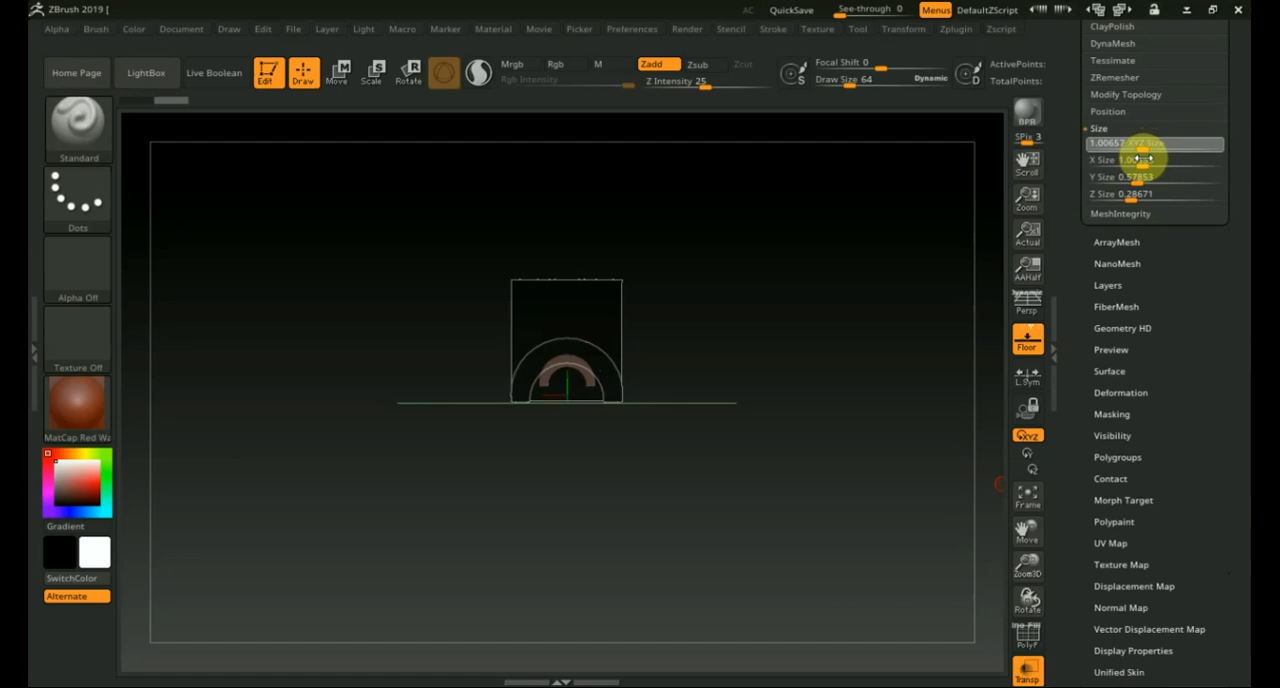 ZBrush 2019 [
AC QuickSave See-through 0 Menus DefaultZScript
Alpha Brush Color Document Draw Edit File Layer Light Macro Marker Material Movie Picker Preferences Render Stencil Stroke Texture Tool Transform Zplugin Zscript
Home Page LightBox Live Boolean Edit Draw Move Scale Rotate
Mrgb Rgb M Zadd Zsub Zcut
Rgb Intensity Z Intensity 25
Focal Shift 0
Draw Size 64 Dynamic
ActivePoints:
TotalPoints:
Standard
Dots
Alpha Off
Texture Off
MatCap Red Wa
Gradient
SwitchColor
Alternate
BPR
SPix 3
Scroll
Zoom
Actual
AAHalf
Dynamic
Persp
Floor
L.Sym
XYZ
Frame
Move
Zoom3D
Rotate
PolyF
Transp
ClayPolish
DynaMesh
Tessimate
ZRemesher
Modify Topology
Position
Size
1.00657 XYZ Size
X Size
Y Size 0.57853
Z Size 0.28671
MeshIntegrity
ArrayMesh
NanoMesh
Layers
FiberMesh
Geometry HD
Preview
Surface
Deformation
Masking
Visibility
Polygroups
Contact
Morph Target
Polypaint
UV Map
Texture Map
Displacement Map
Normal Map
Vector Displacement Map
Display Properties
Unified Skin